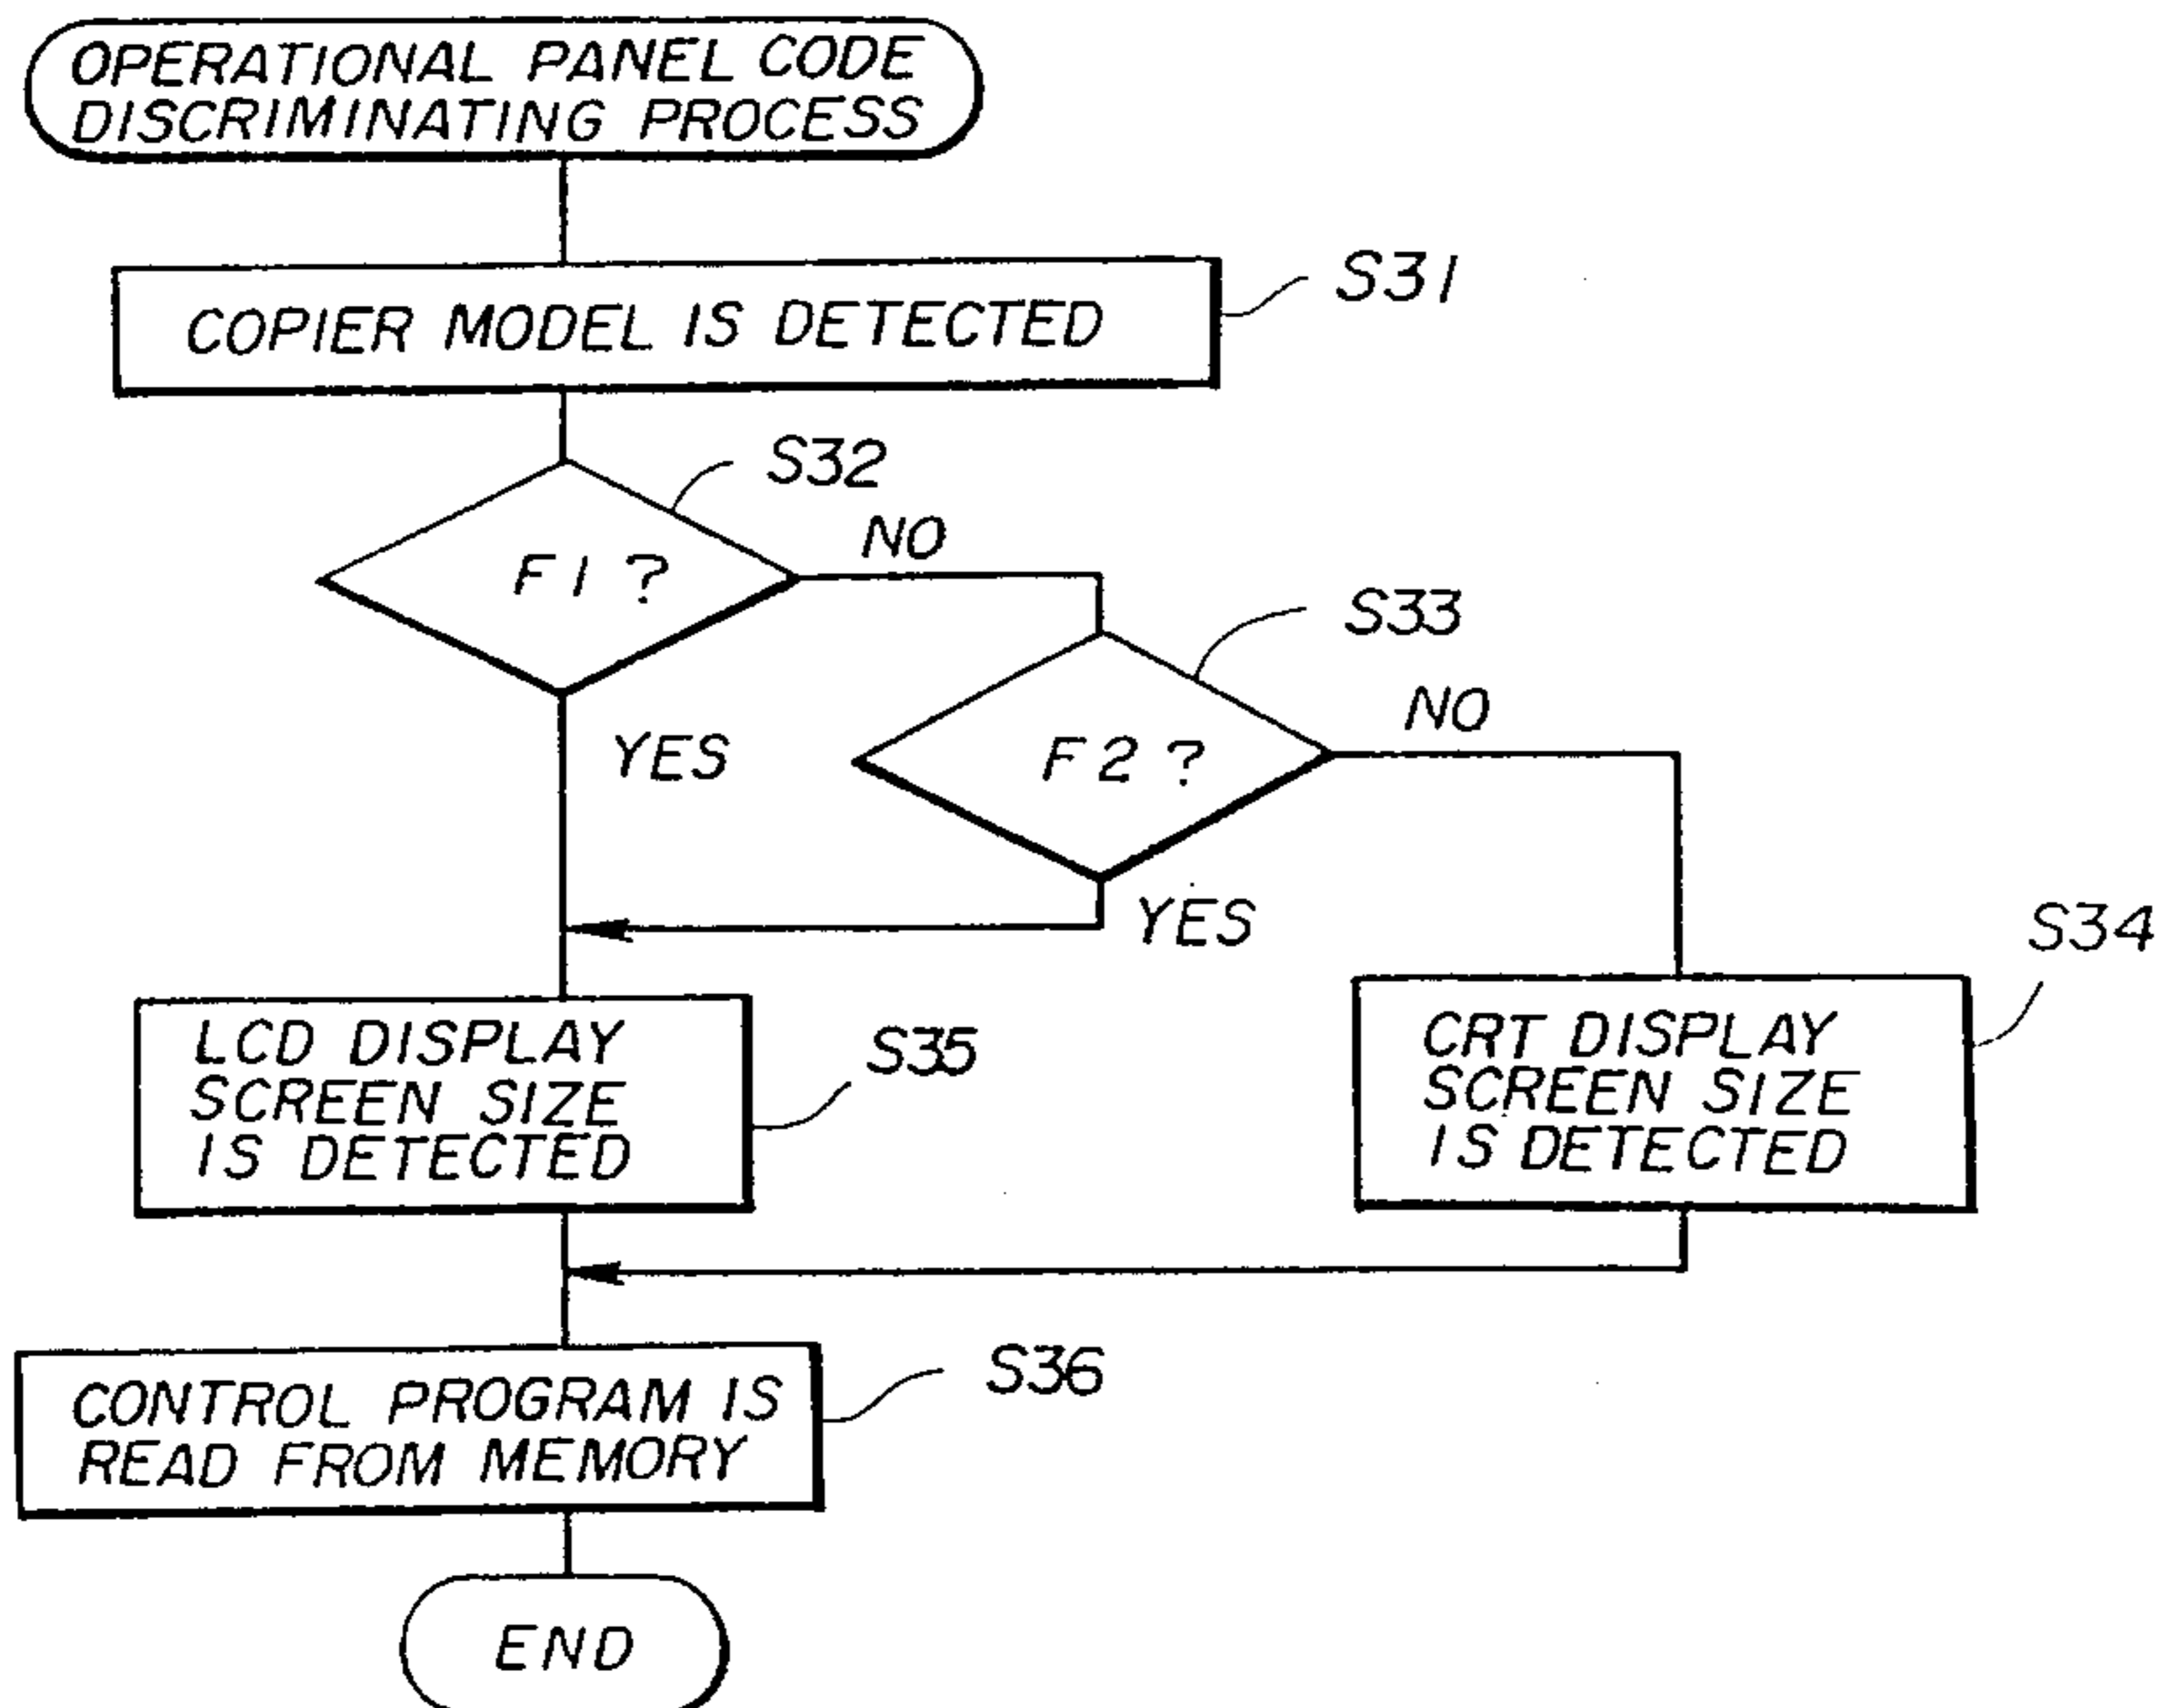 OPERATIONAL PANEL CODE
DISCRIMINATING PROCESS
COPIER MODEL IS DETECTED
S31
S32
F1?
NO
S33
YES
F2?
NO
YES
S34
LCD DISPLAY
SCREEN SIZE
IS DETECTED
S35
CRT DISPLAY
SCREEN SIZE
IS DETECTED
CONTROL PROGRAM IS
READ FROM MEMORY
S36
END